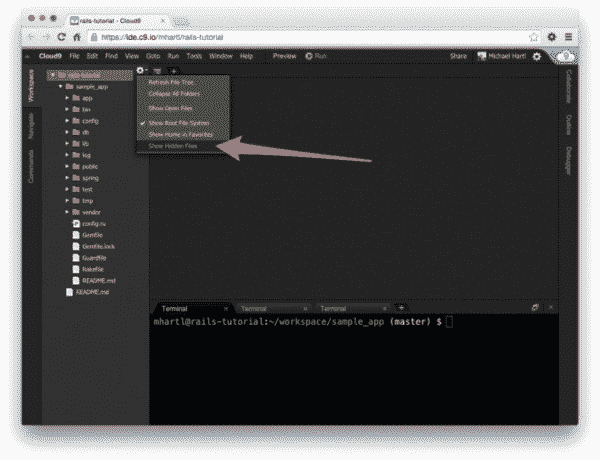 rails-tutorial - Cloud9
https://ide.c9.io/mhartl/rails-tutorial
Cloud9 File Edit Find View Goto Run Tools Window Help Preview Run Share Michael Hartl
Workspace
Navigate
Commands
rails-tutorial
sample_app
app
bin
config
db
lib
log
public
spring
test
tmp
vendor
config.ru
Gemfile
Gemfile.lock
Guardfile
Rakefile
README.md
README.md
Refresh File Tree
Collapse All Folders
Show Open Files
Show Root File System
Show Home in Favorites
Show Hidden Files
Collaborate
Outline
Debugger
Terminal Terminal Terminal
mhartl@rails-tutorial:~/workspace/sample_app (master) $